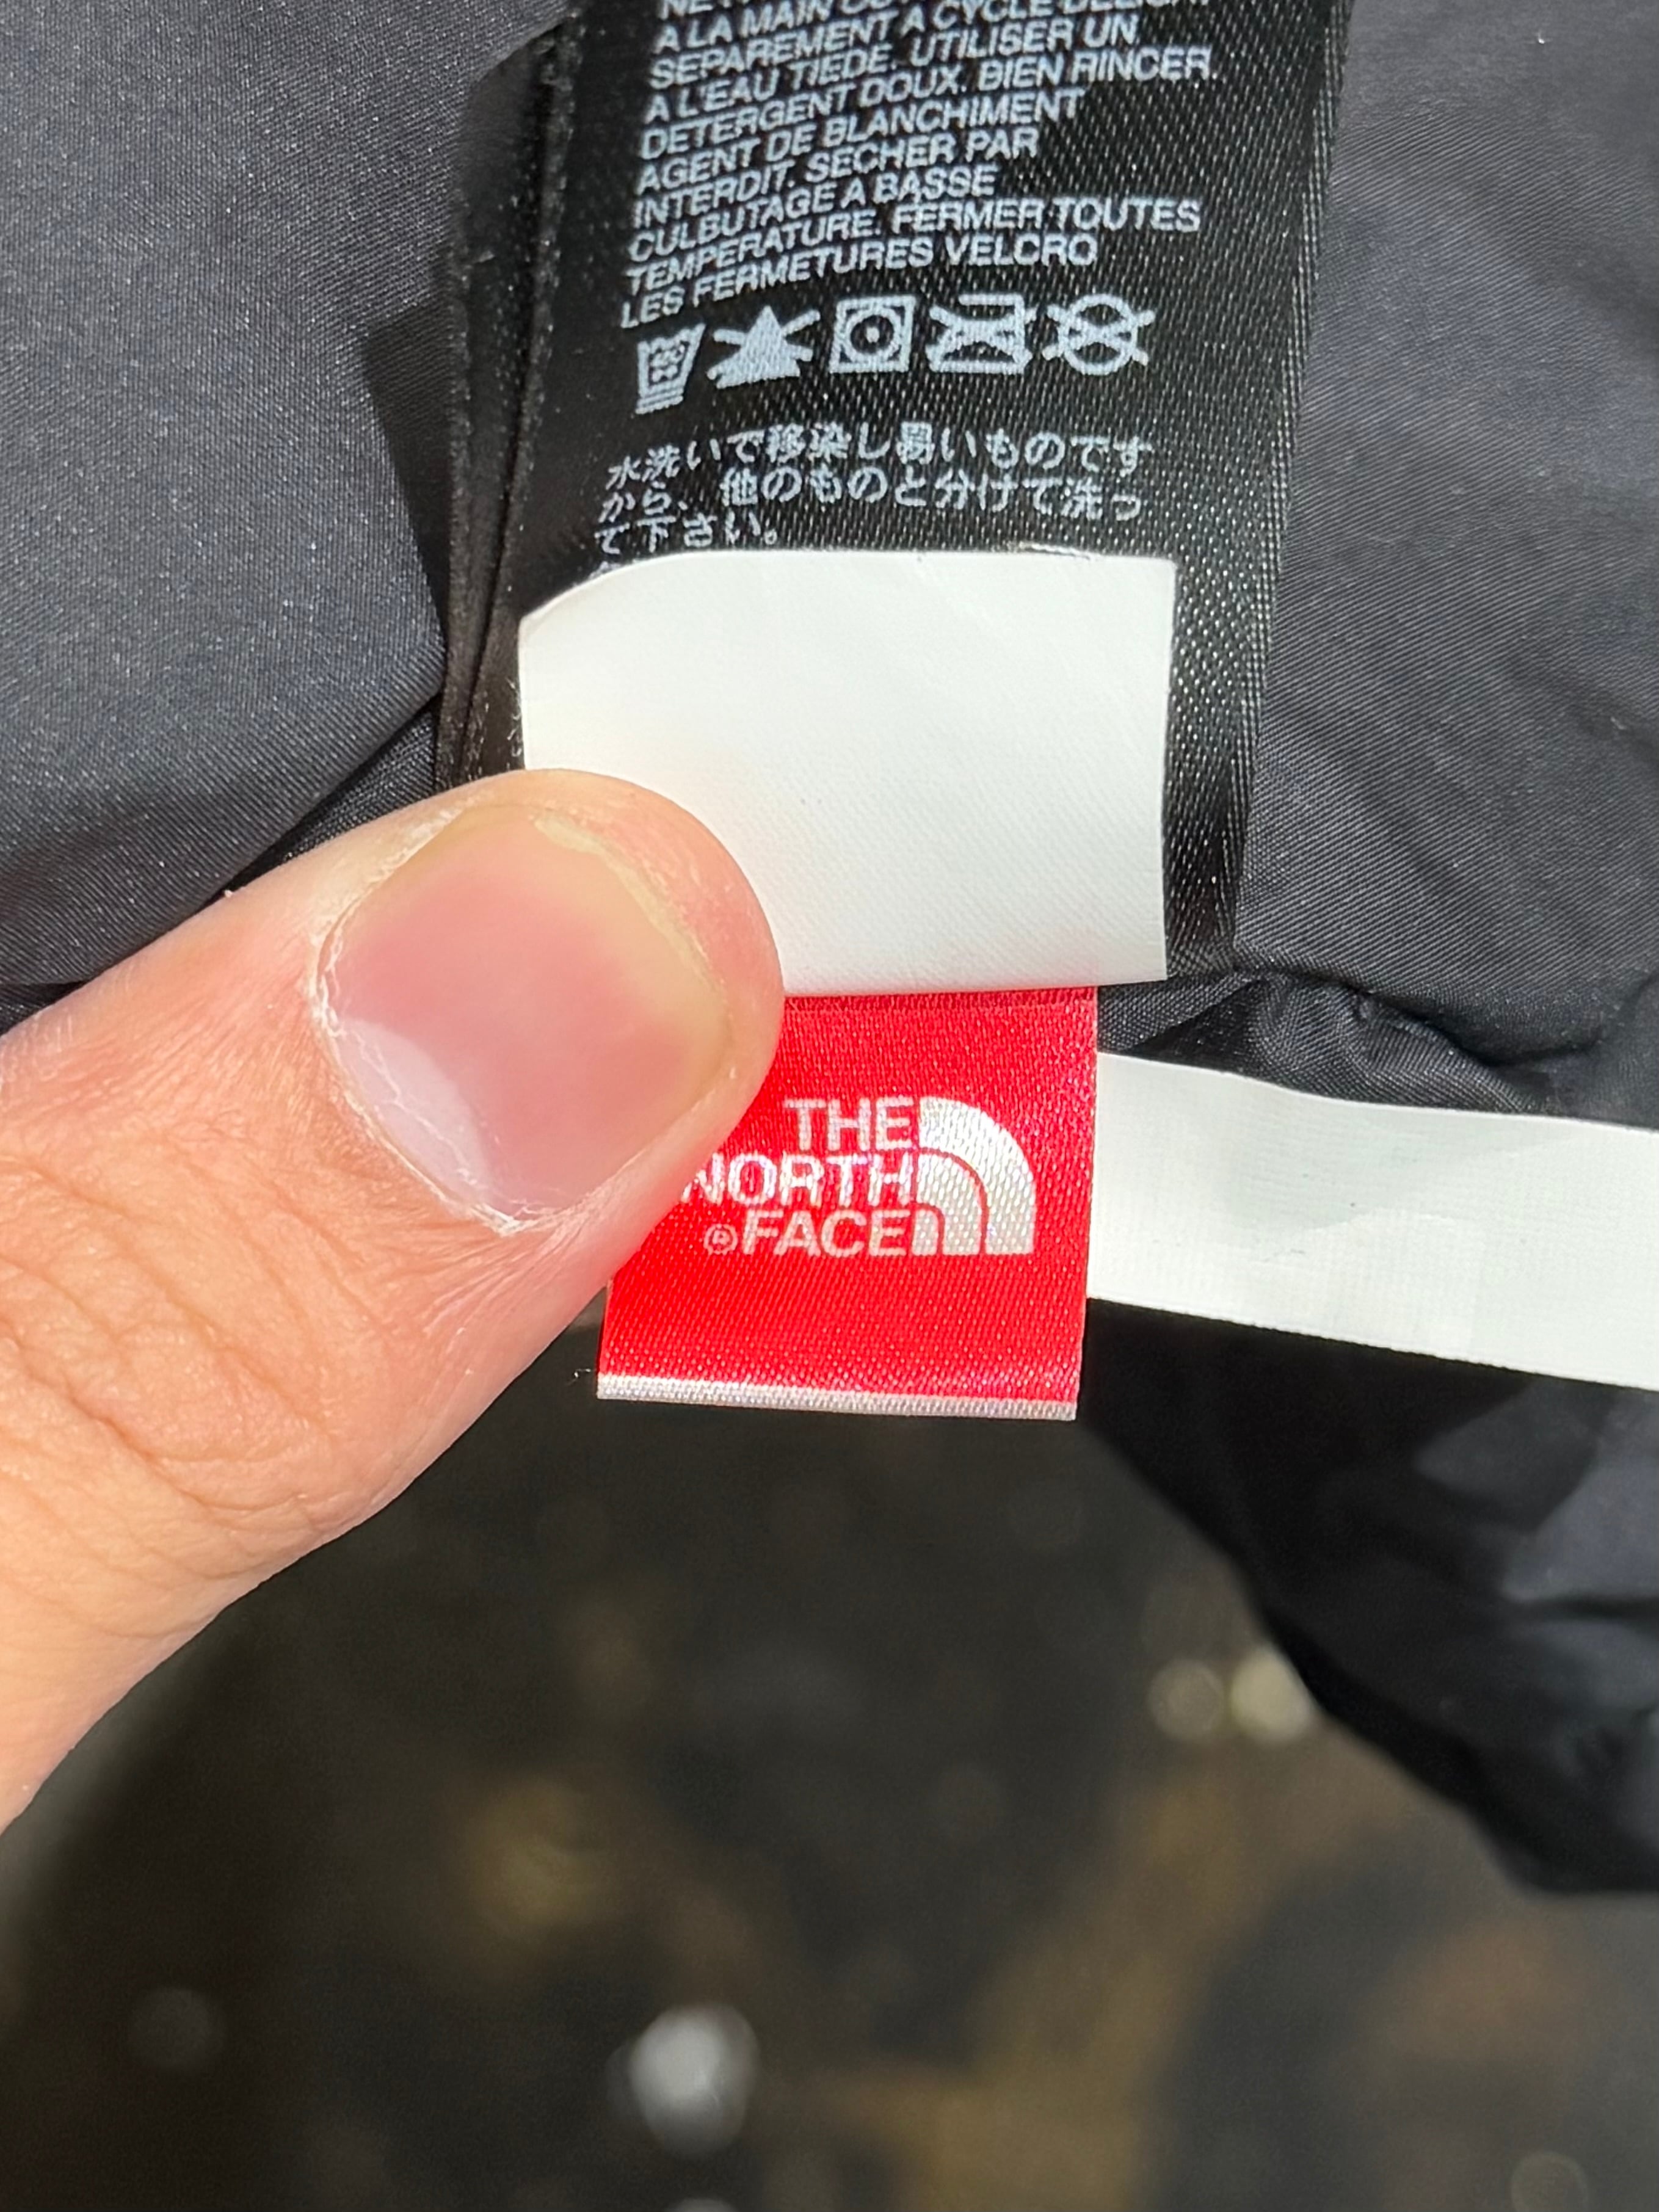 A LA MAIN
SEPAREMENT A CYCLE
A L'EAU TIEDE. UTILISER UN
DETERGENT DOUX. BIEN RINCER.
AGENT DE BLANCHIMENT
INTERDIT. SECHER PAR
CULBUTAGE A BASSE
TEMPERATURE. FERMER TOUTES
LES FERMETURES VELCRO
水洗いで移染し易いものです
から、他のものと分けて洗っ
て下さい。
THE
NORTH
®FACE